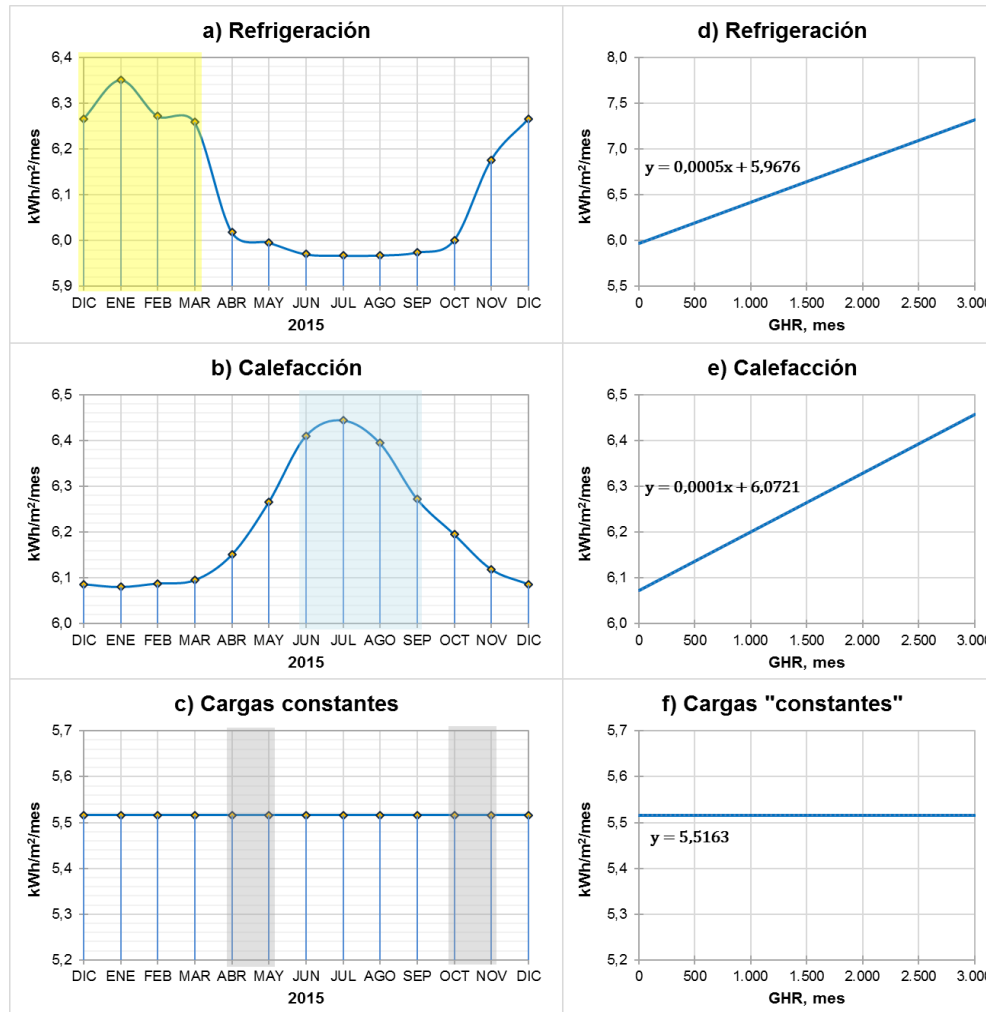 a) Refrigeración
kWh/m²/mes
6,4
6,3
6,2
6,1
6,0
5,9
DIC ENE FEB MAR ABR MAY JUN JUL AGO SEP OCT NOV DIC
2015
d) Refrigeración
kWh/m²/mes
8,0
7,5
7,0
6,5
6,0
5,5
y = 0,0005x + 5,9676
0 500 1.000 1.500 2.000 2.500 3.000
GHR, mes
b) Calefacción
kWh/m²/mes
6,5
6,4
6,3
6,2
6,1
6,0
DIC ENE FEB MAR ABR MAY JUN JUL AGO SEP OCT NOV DIC
2015
e) Calefacción
kWh/m²/mes
6,5
6,4
6,3
6,2
6,1
6,0
y = 0,0001x + 6,0721
0 500 1.000 1.500 2.000 2.500 3.000
GHR, mes
c) Cargas constantes
kWh/m²/mes
5,7
5,6
5,5
5,4
5,3
5,2
DIC ENE FEB MAR ABR MAY JUN JUL AGO SEP OCT NOV DIC
2015
f) Cargas "constantes"
kWh/m²/mes
5,7
5,6
5,5
5,4
5,3
5,2
y = 5,5163
0 500 1.000 1.500 2.000 2.500 3.000
GHR, mes